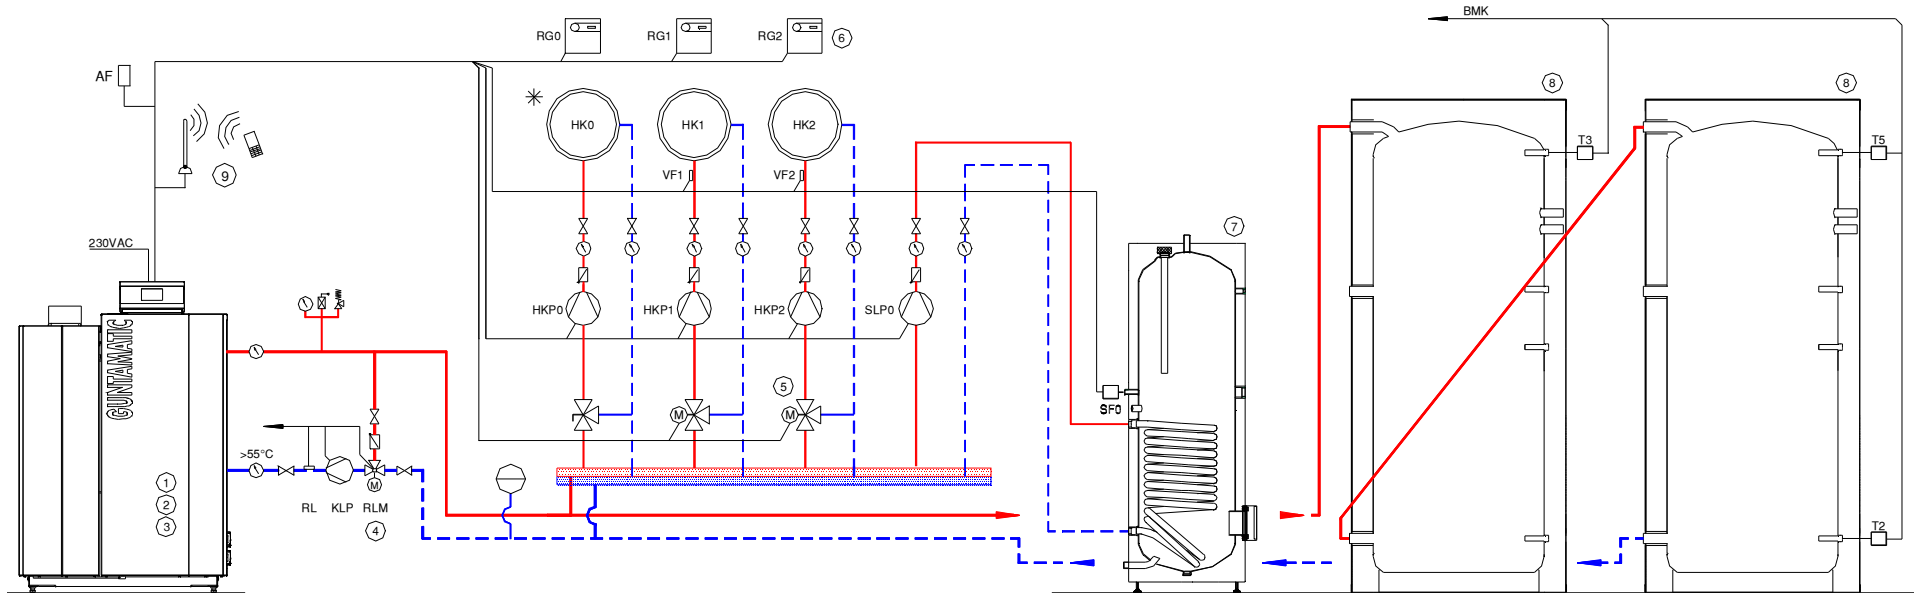 BMK
RG0
RG1
RG2
6
AF
8
8
HK0
HK1
HK2
T3
T5
9
VF1
VF2
7
230VAC
HKP0
HKP1
HKP2
SLP0
GUNTAMATIC
5
M
M
SF0
>55°C
1
2
3
M
RL
KLP
RLM
4
T2